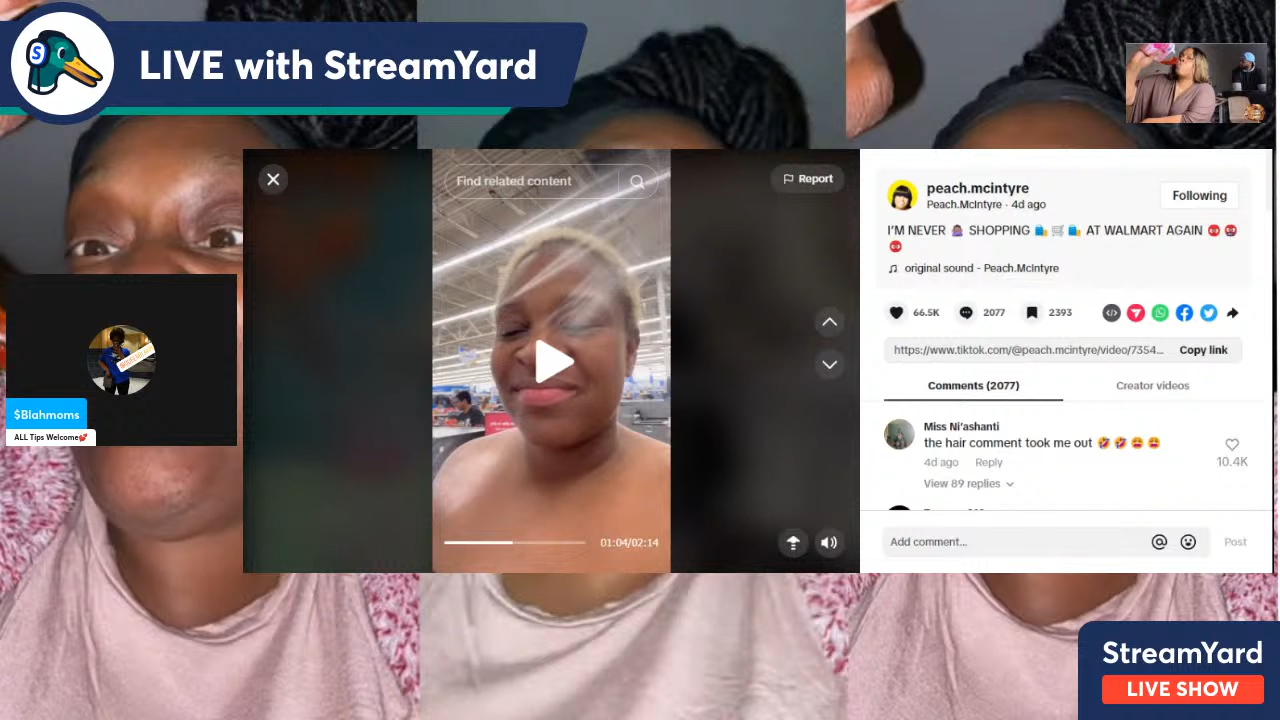 S
LIVE with StreamYard
Find related content
Report
peach.mcintyre
Peach.McIntyre · 4d ago
Following
I'M NEVER 🤷🏾‍♀️ SHOPPING 🛍️ 🛒 🛍️ AT WALMART AGAIN
♫ original sound - Peach.McIntyre
66.5K
2077
2393
https://www.tiktok.com/@peach.mcintyre/video/7354...
Copy link
Comments (2077)
Creator videos
Miss Ni'ashanti
the hair comment took me out 🤣 🤣 😩 😩
4d ago
Reply
10.4K
View 89 replies
01:04/02:14
Add comment...
Post
$Blahmoms
ALL Tips Welcome💕
StreamYard
LIVE SHOW